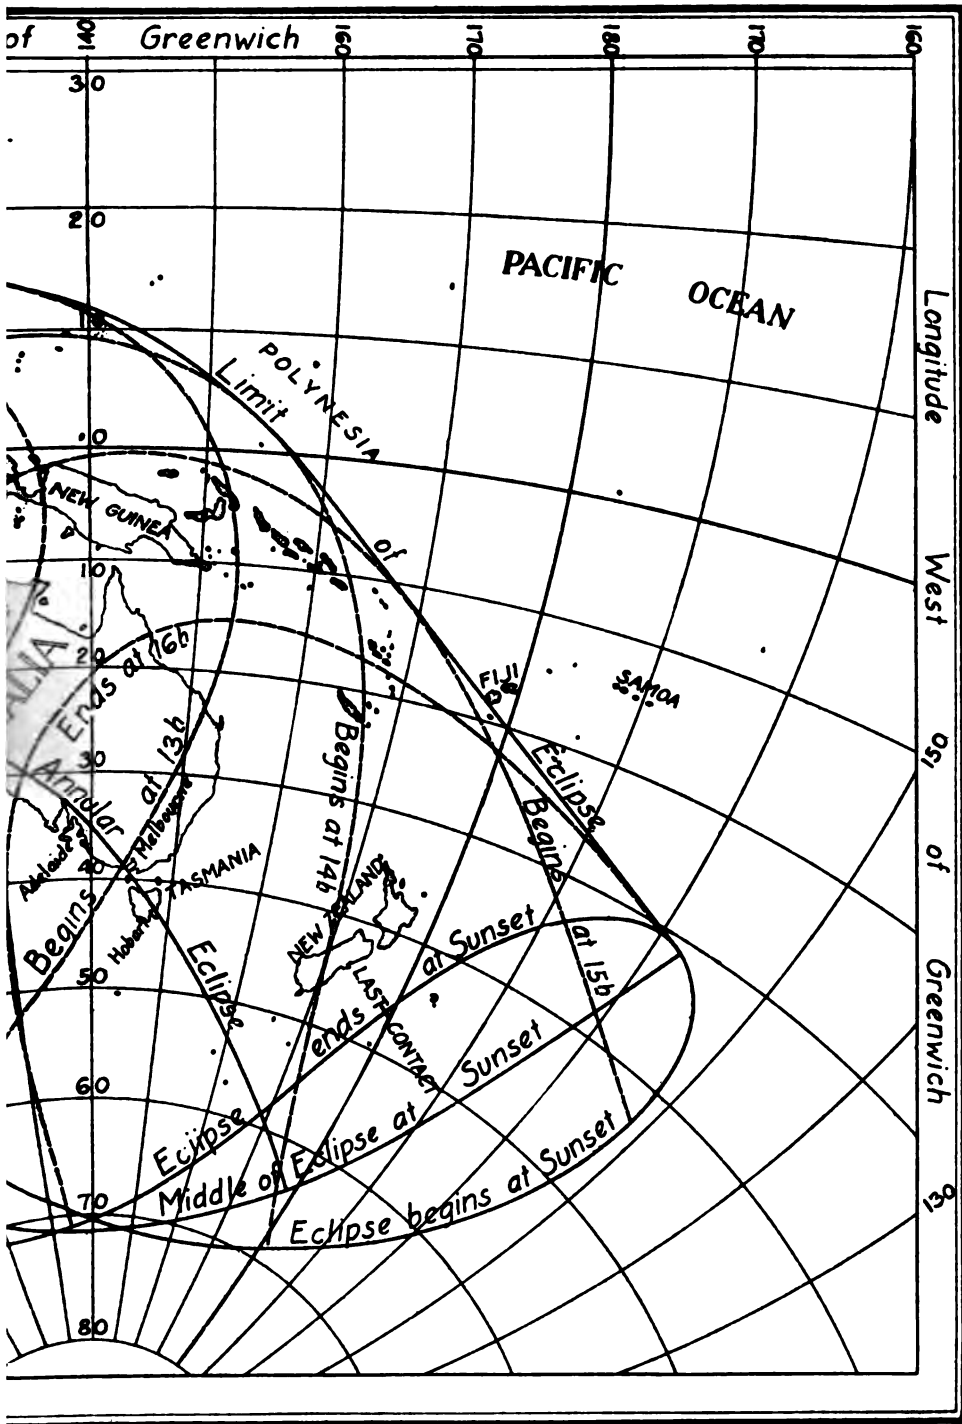 of 140 Greenwich 160 170 180 170 160
30
20
PACIFIC OCEAN
Longitude West of Greenwich
POLYNESIA
Limit of Eclipse
NEW GUINEA
10
20
30
40
50
60
70
80
Ends at 16h
FIJI
SAMOA
Annular Eclipse
Begins at 13h
Begins at 14h
Begins at 15h
Adelaide
Melbourne
TASMANIA
Hobart
NEW ZEALAND
LAST CONTACT
Eclipse ends at Sunset
Middle of Eclipse at Sunset
Eclipse begins at Sunset